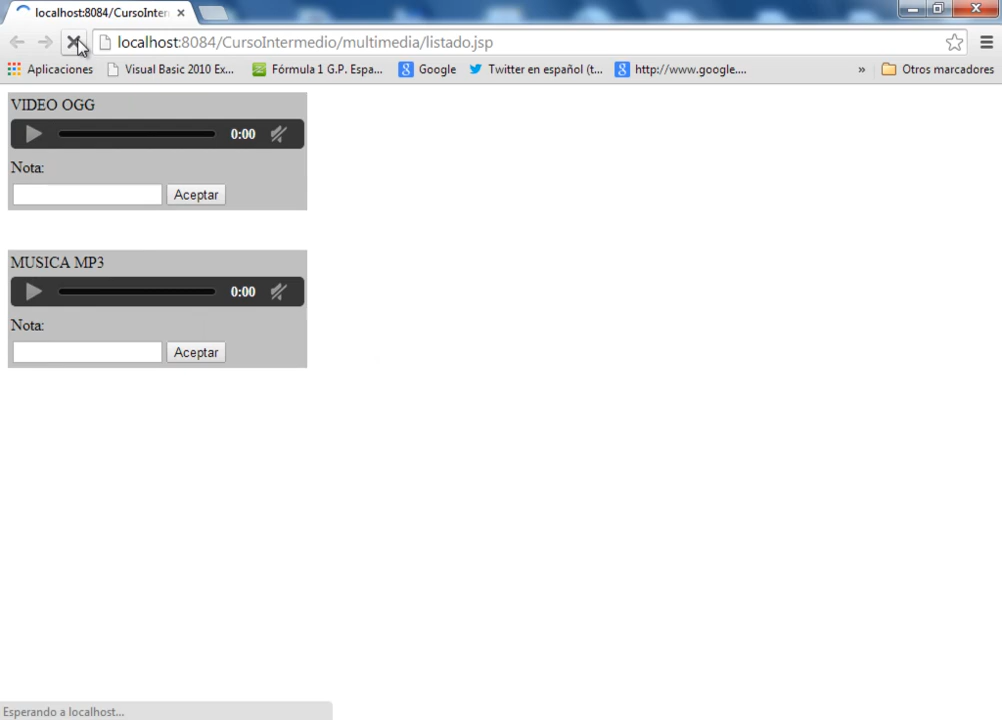 localhost:8084/CursoInterm
localhost:8084/CursoIntermedio/multimedia/listado.jsp
Aplicaciones Visual Basic 2010 Ex... Fórmula 1 G.P. Espa... Google Twitter en español (t... http://www.google.... » Otros marcadores
VIDEO OGG
0:00
Nota:
Aceptar
MUSICA MP3
0:00
Nota:
Aceptar
Esperando a localhost...